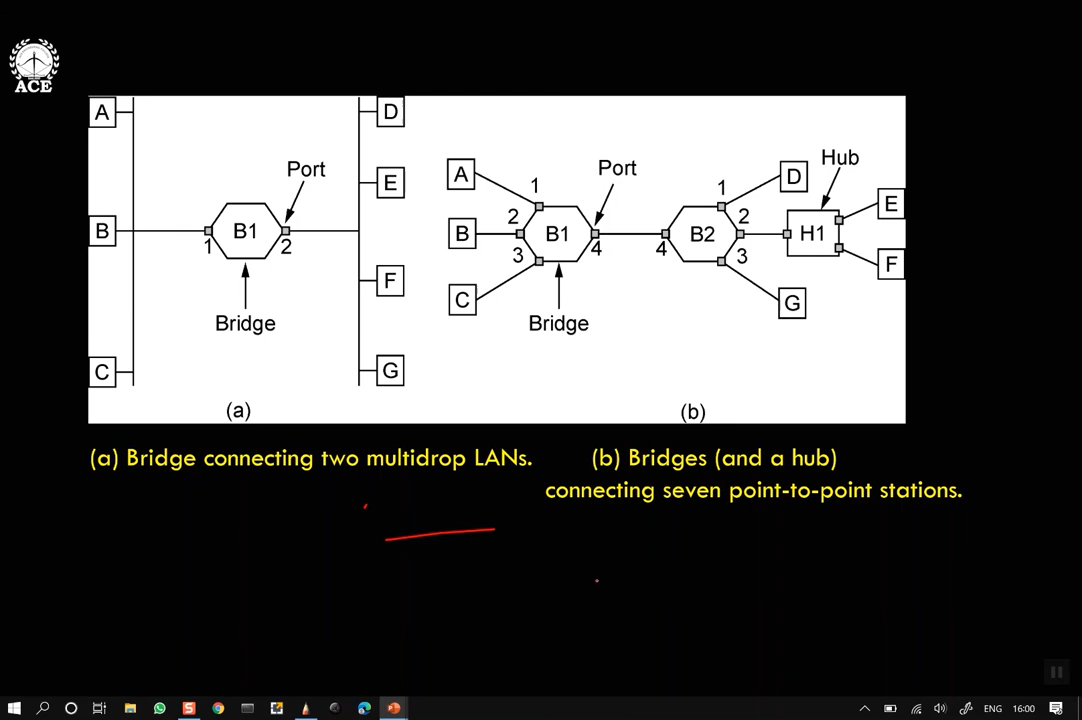 ACE
A
B
C
1
B1
2
Port
Bridge
D
E
F
G
(a)
A
B
C
1
2
3
B1
4
Port
Bridge
4
B2
1
2
3
D
H1
Hub
E
F
G
(b)
(a) Bridge connecting two multidrop LANs.
(b) Bridges (and a hub)
connecting seven point-to-point stations.
ENG
16:00